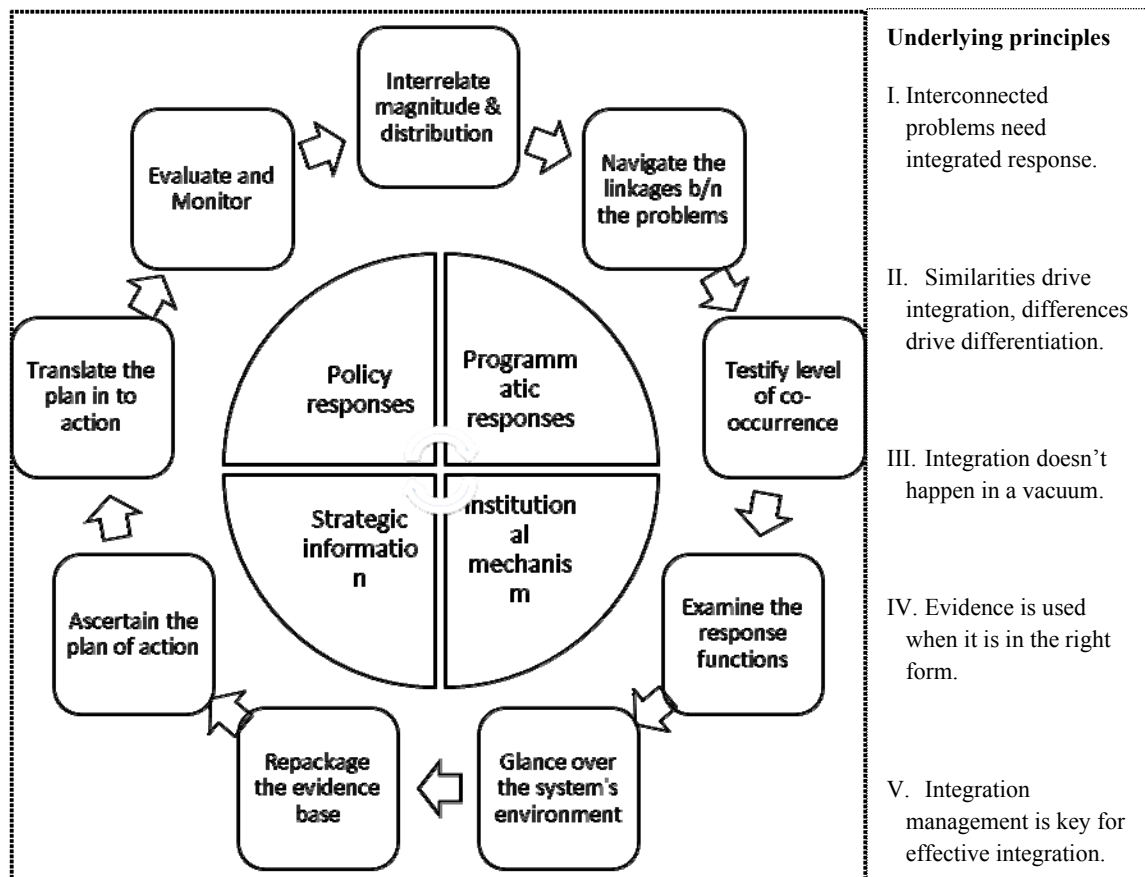 Interrelate
magnitude &
distribution
Navigate the
linkages b/n
the problems
Testify level
of co-
occurrence
Examine the
response
functions
Glance over
the system's
environment
Repackage
the evidence
base
Ascertain the
plan of action
Translate the
plan in to
action
Evaluate and
Monitor
Policy
responses
Programm
atic
responses
Strategic
informatio
n
Institution
al
mechanis
m
Underlying principles
I. Interconnected
problems need
integrated response.
II. Similarities drive
integration, differences
drive differentiation.
III. Integration doesn’t
happen in a vacuum.
IV. Evidence is used
when it is in the right
form.
V. Integration
management is key for
effective integration.